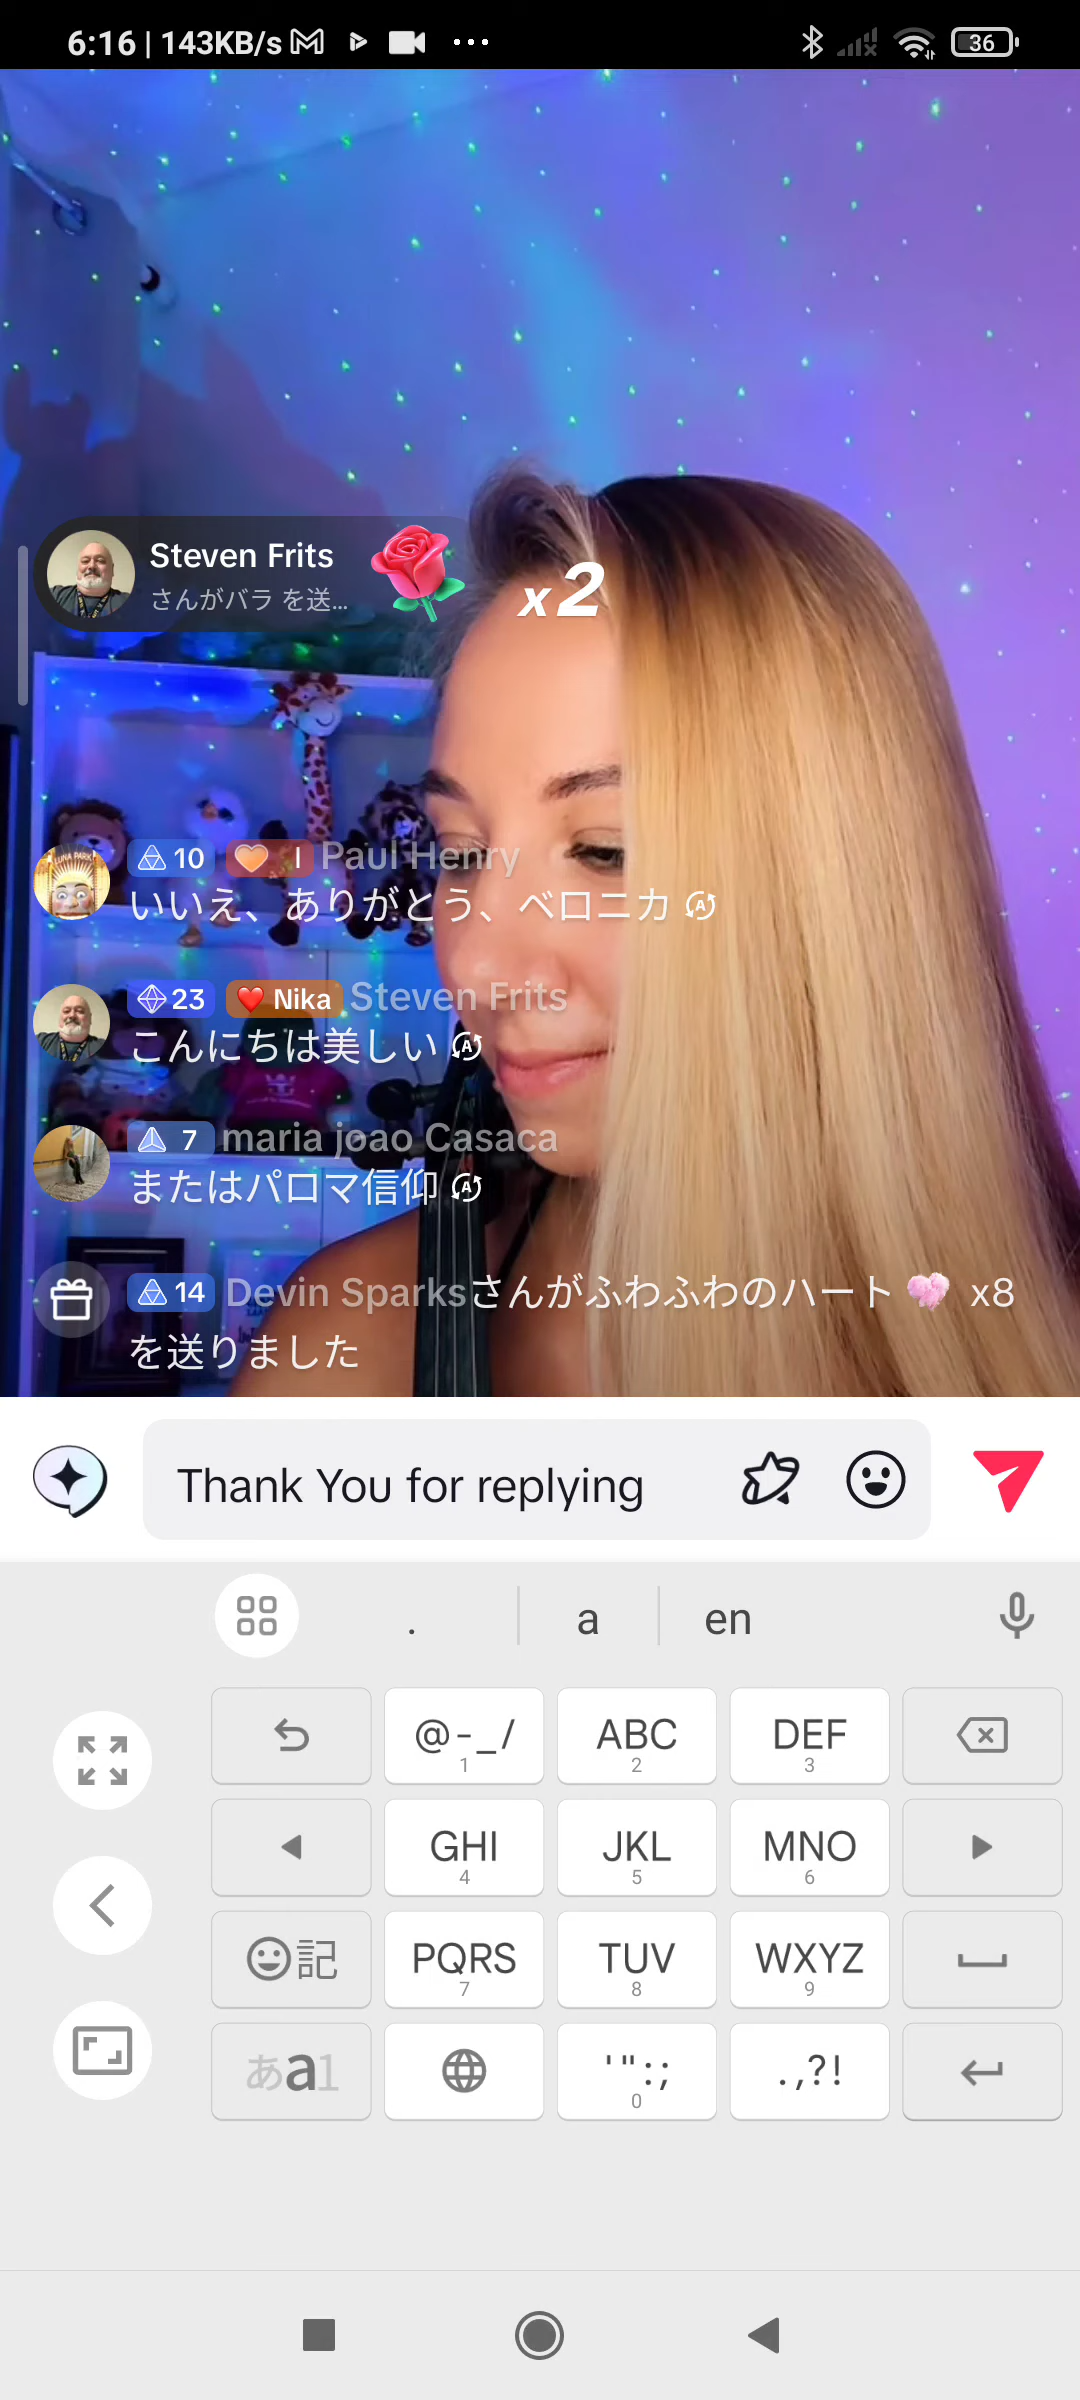 6:16 | 143KB/s 36
Steven Frits
さんがバラ を送...
x2
10 I Paul Henry
いいえ、ありがとう、ベロニカ
23 Nika Steven Frits
こんにちは美しい
7 maria joao Casaca
またはパロマ信仰
14 Devin Sparksさんがふわふわのハート x8
を送りました
Thank You for replying
. a en
@-_/ ABC DEF
1 2 3
GHI JKL MNO
4 5 6
記 PQRS TUV WXYZ
7 8 9
あa1 '":; .,?!
0